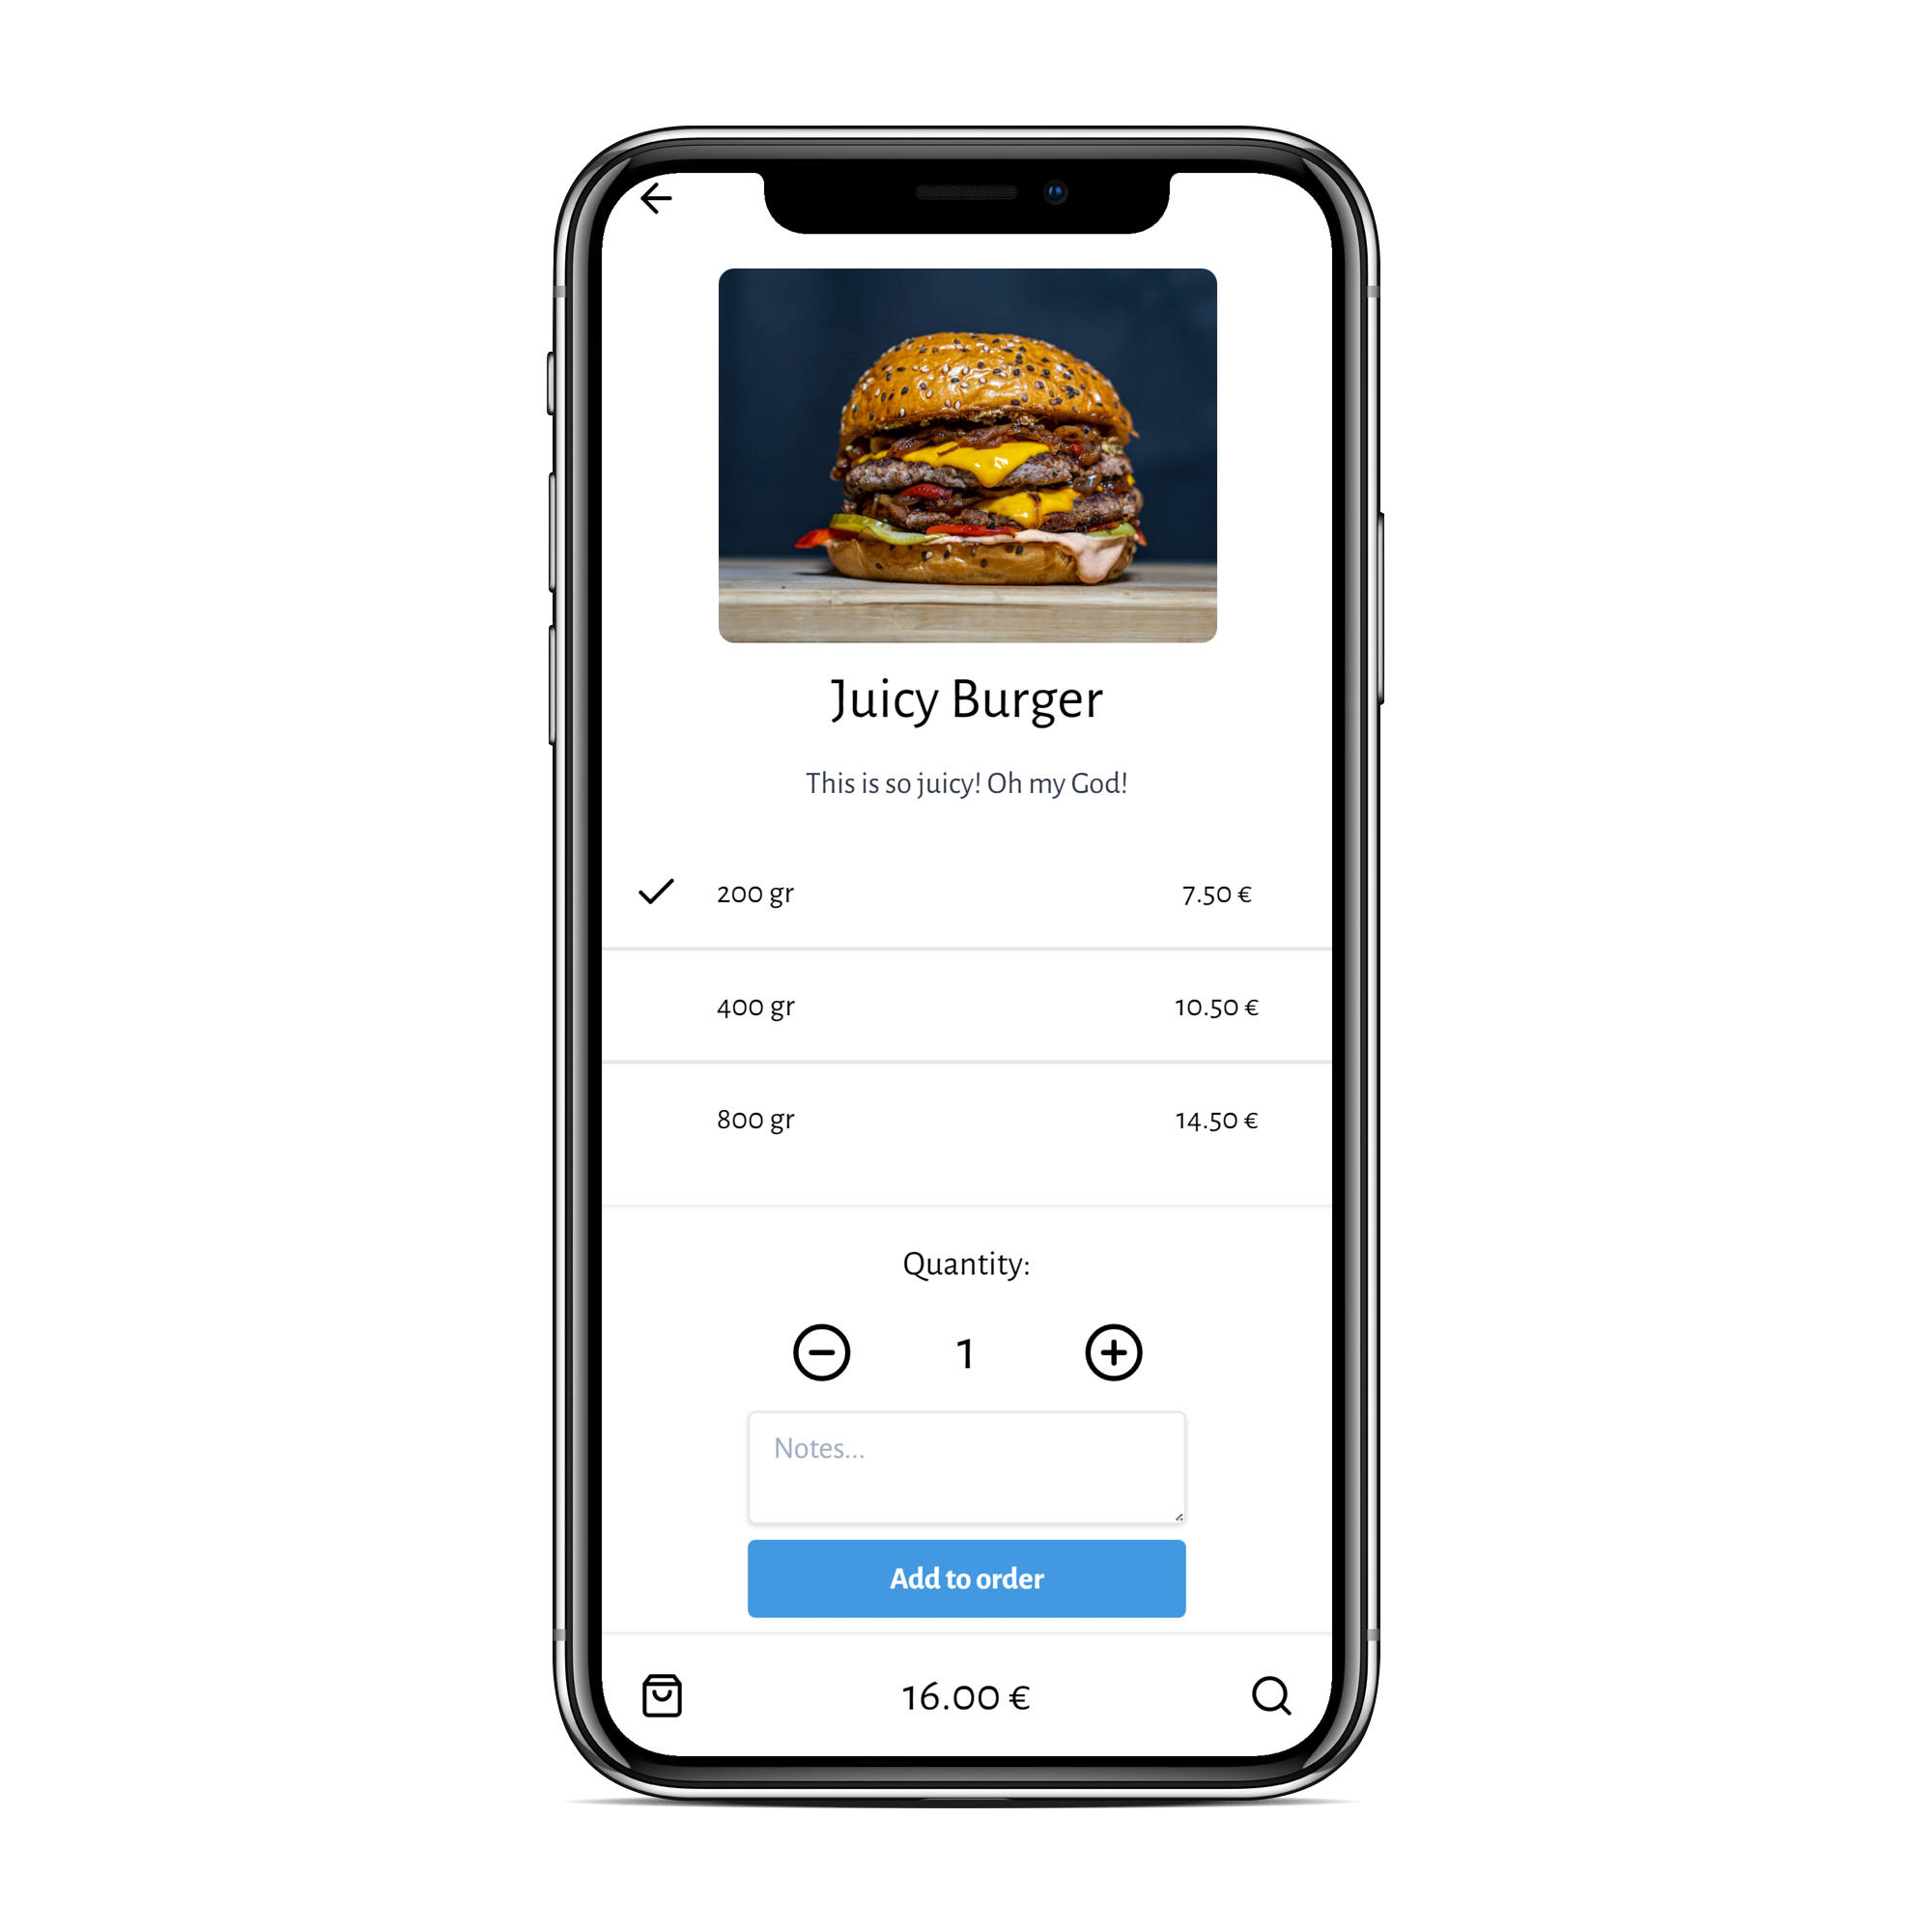 Juicy Burger
This is so juicy! Oh my God!
200 gr 7.50 €
400 gr 10.50 €
800 gr 14.50 €
Quantity:
1
Notes...
Add to order
16.00 €